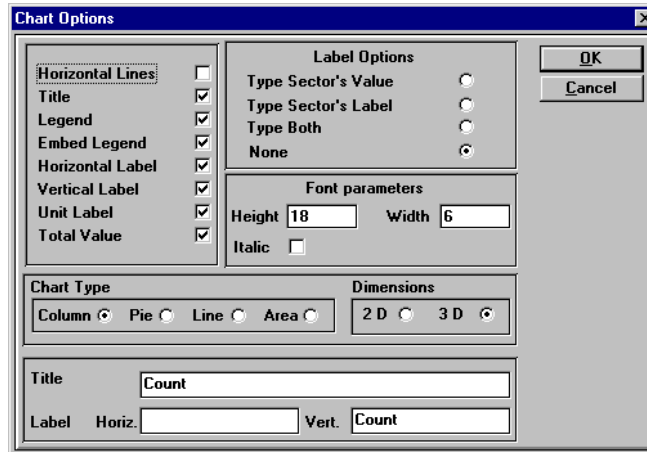 Chart Options
Horizontal Lines
Title
Legend
Embed Legend
Horizontal Label
Vertical Label
Unit Label
Total Value
Label Options
Type Sector's Value
Type Sector's Label
Type Both
None
Font parameters
Height 18 Width 6
Italic
OK
Cancel
Chart Type
Column Pie Line Area
Dimensions
2 D 3 D
Title Count
Label Horiz. Vert. Count